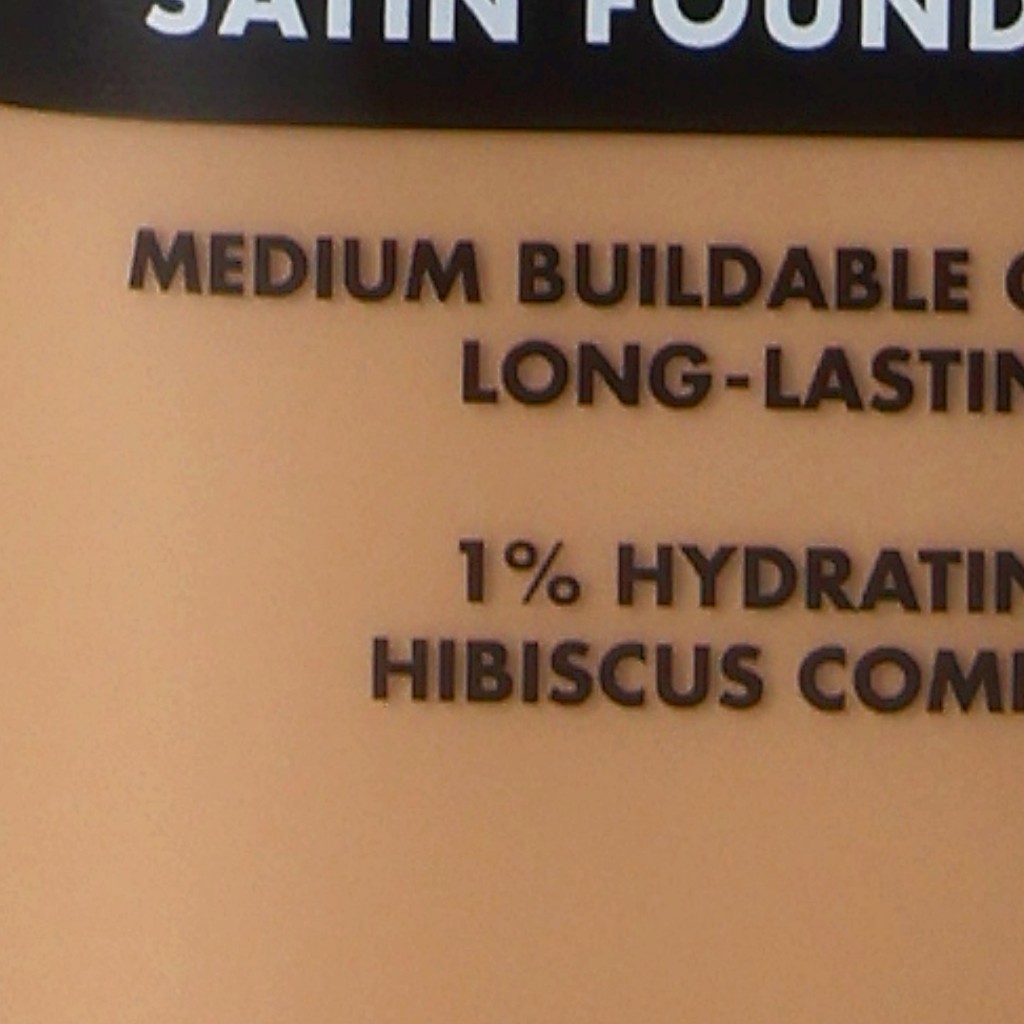 SATIN FOUND
MEDIUM BUILDABLE
LONG-LASTIN
1% HYDRATIN
HIBISCUS COM